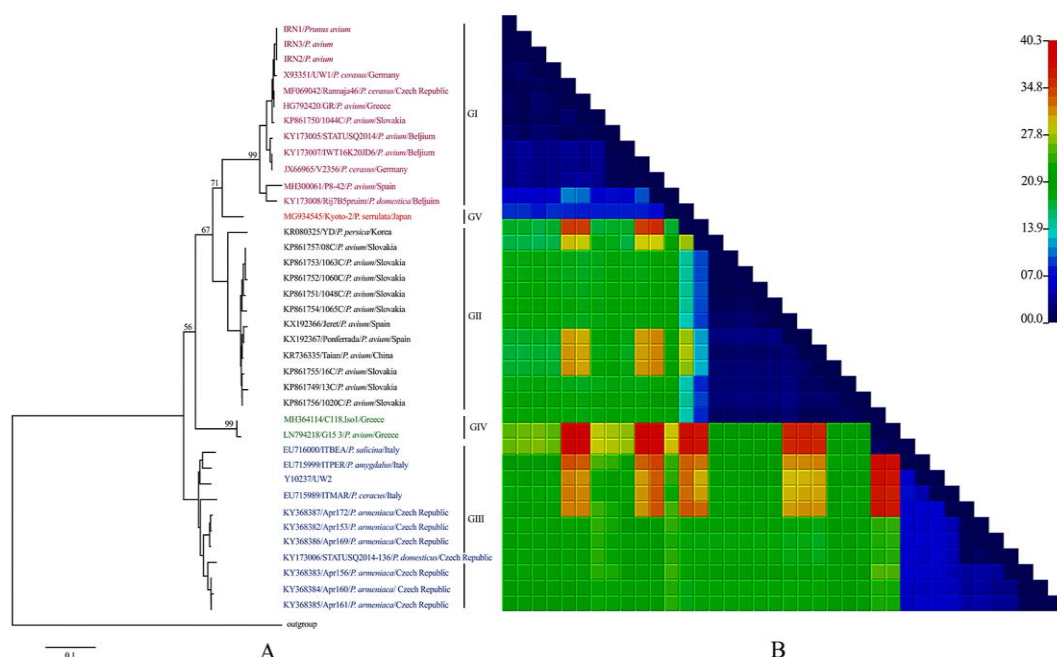 IRN1/Prunus avium
IRN3/P. avium
IRN2/P. avium
X93351/UW1/P. cerasus/Germany
MF069042/Rannaja46/P. cerasus/Czech Republic
HG792420/GR/P. avium/Greece
KP861750/1044C/P. avium/Slovakia
KY173005/STATUSQ2014/P. avium/Beljium
KY173007/IWT16K20JD6/P. avium/Beljium
JX66965/V2356/P. cerasus/Germany
MH300061/P8-42/P. avium/Spain
KY173008/Rij7B5pruim/P. domestica/Beljuim
MG934545/Kyoto-2/P. serrulata/Japan
KR080325/YD/P. persica/Korea
KP861757/08C/P. avium/Slovakia
KP861753/1063C/P. avium/Slovakia
KP861752/1060C/P. avium/Slovakia
KP861751/1048C/P. avium/Slovakia
KP861754/1065C/P. avium/Slovakia
KX192366/Jeret/P. avium/Spain
KX192367/Ponferrada/P. avium/Spain
KR736335/Taian/P. avium/China
KP861755/16C/P. avium/Slovakia
KP861749/13C/P. avium/Slovakia
KP861756/1020C/P. avium/Slovakia
MH364114/C118.Iso1/Greece
LN794218/G15 3/P. avium/Greece
EU716000/ITBEA/P. salicina/Italy
EU715999/ITPER/P. amygdalus/Italy
Y10237/UW2
EU715989/ITMAR/P. ceracus/Italy
KY368387/Apr172/P. armeniaca/Czech Republic
KY368382/Apr153/P. armeniaca/Czech Republic
KY368386/Apr169/P. armeniaca/Czech Republic
KY173006/STATUSQ2014-136/P. domesticus/Czech Republic
KY368383/Apr156/P. armeniaca/Czech Republic
KY368384/Apr160/P. armeniaca/ Czech Republic
KY368385/Apr161/P. armeniaca/Czech Republic
outgroup
99
71
67
56
99
0.1
GI
GV
GII
GIV
GIII
A
B
40.3
34.8
27.8
20.9
13.9
07.0
00.0